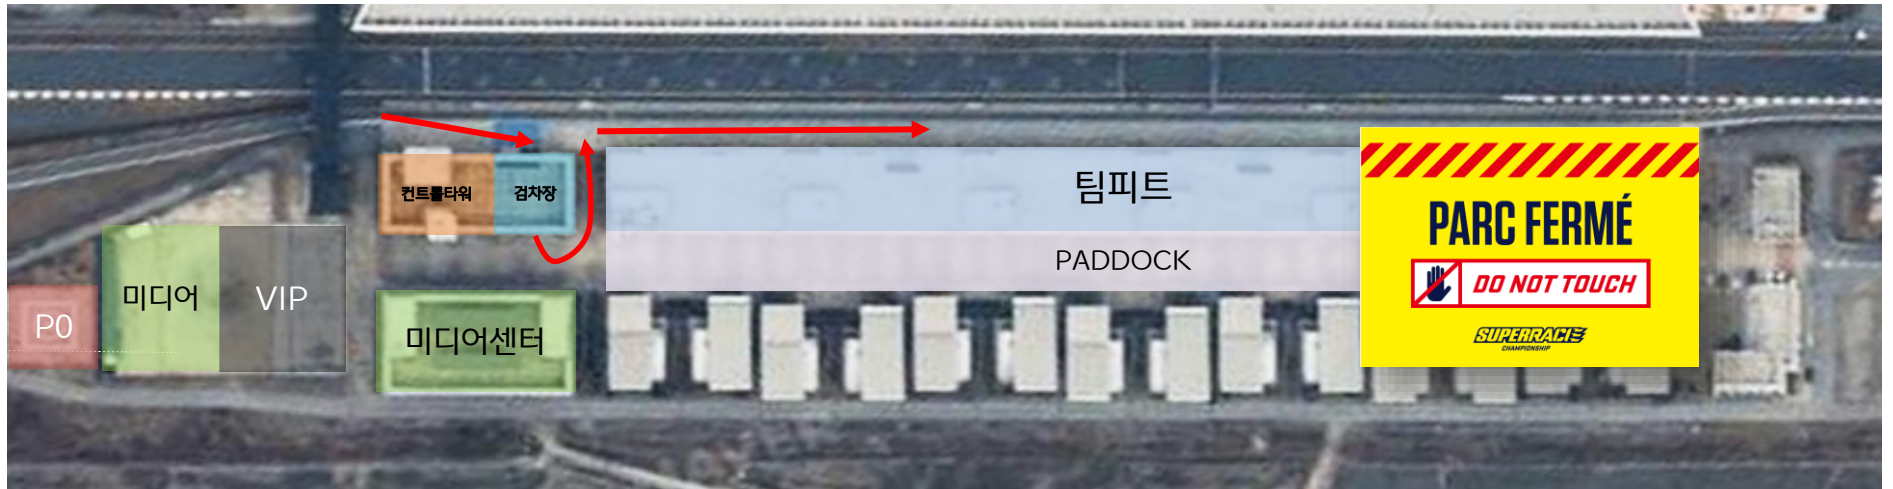 컨트롤타워
검차장
팀피트
PADDOCK
미디어
VIP
P0
미디어센터
PARC FERMÉ
DO NOT TOUCH
SUPERRACE
CHAMPIONSHIP